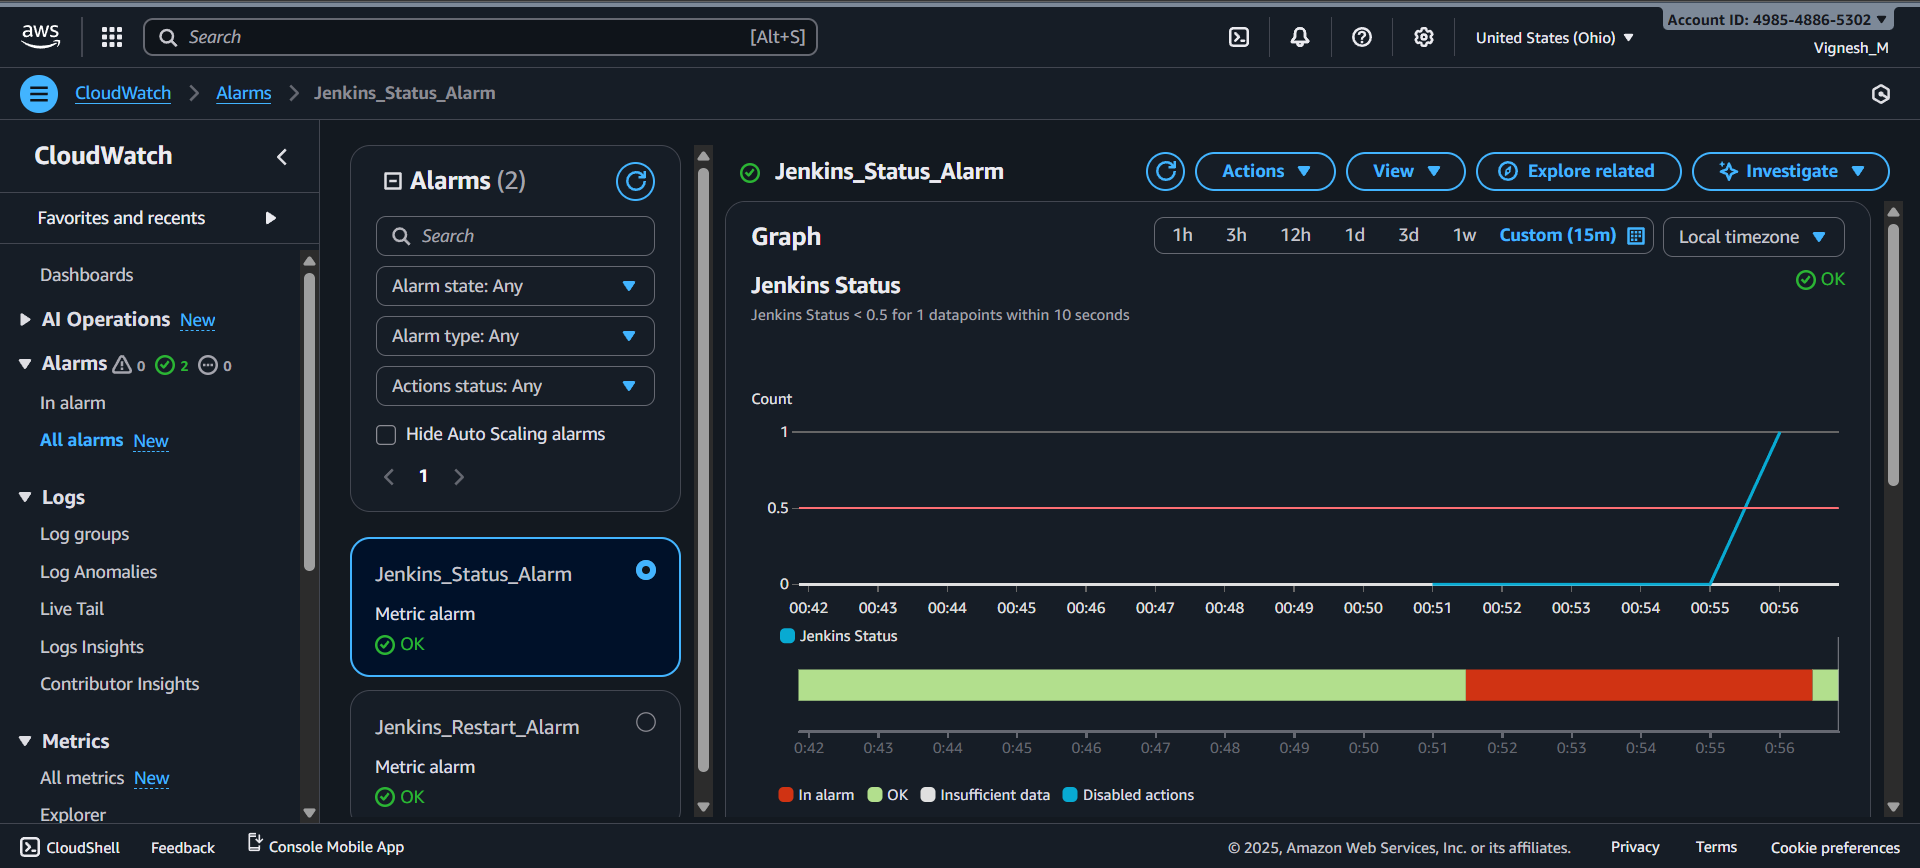 aws
Search [Alt+S]
United States (Ohio)
Account ID: 4985-4886-5302
Vignesh_M
CloudWatch
Alarms
Jenkins_Status_Alarm
CloudWatch
Favorites and recents
Dashboards
AI Operations New
Alarms 0 2 0
In alarm
All alarms New
Logs
Log groups
Log Anomalies
Live Tail
Logs Insights
Contributor Insights
Metrics
All metrics New
Explorer
Alarms (2)
Search
Alarm state: Any
Alarm type: Any
Actions status: Any
Hide Auto Scaling alarms
1
Jenkins_Status_Alarm
Metric alarm
OK
Jenkins_Restart_Alarm
Metric alarm
OK
Jenkins_Status_Alarm
Actions
View
Explore related
Investigate
Graph
1h 3h 12h 1d 3d 1w Custom (15m)
Local timezone
Jenkins Status
OK
Jenkins Status < 0.5 for 1 datapoints within 10 seconds
Count
1
0.5
0
00:42 00:43 00:44 00:45 00:46 00:47 00:48 00:49 00:50 00:51 00:52 00:53 00:54 00:55 00:56
Jenkins Status
0:42 0:43 0:44 0:45 0:46 0:47 0:48 0:49 0:50 0:51 0:52 0:53 0:54 0:55 0:56
In alarm OK Insufficient data Disabled actions
CloudShell Feedback Console Mobile App
© 2025, Amazon Web Services, Inc. or its affiliates. Privacy Terms Cookie preferences